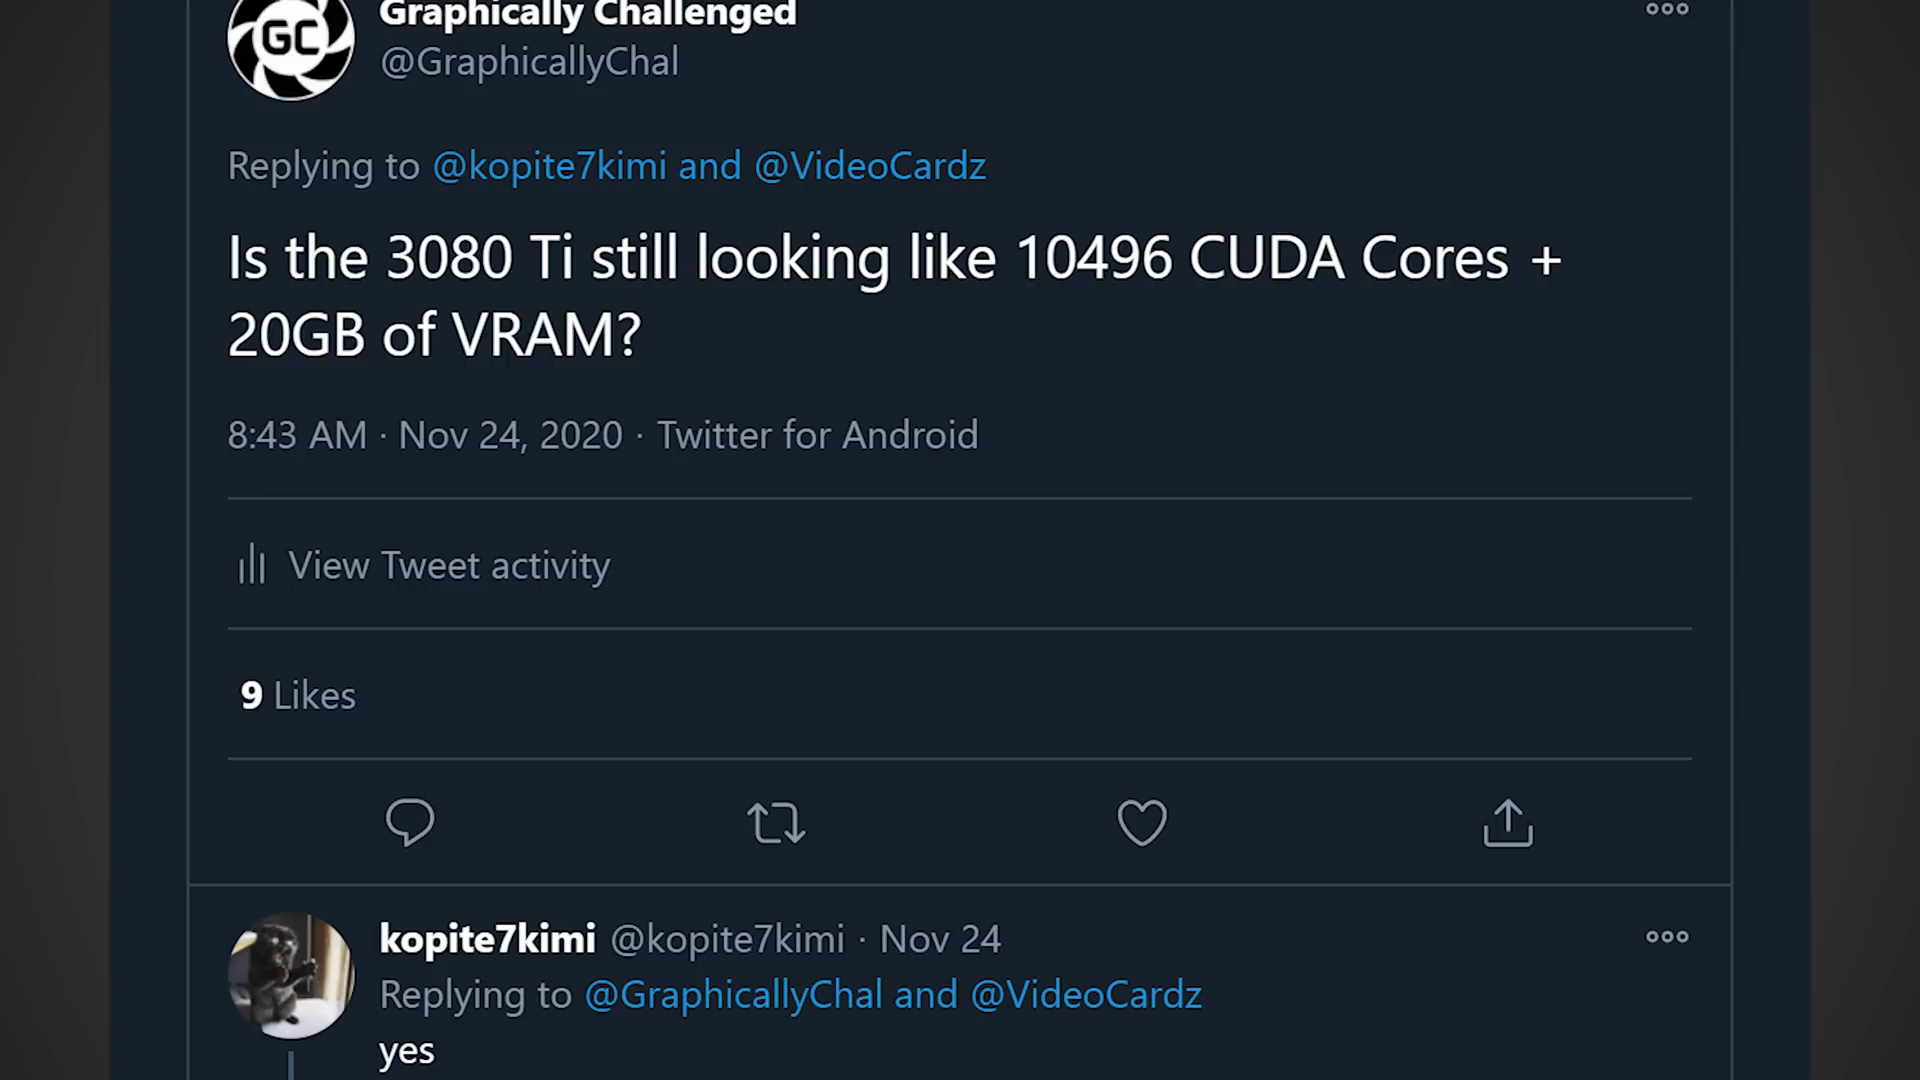 Graphically Challenged
GC
@GraphicallyChal
Replying to @kopite7kimi and @VideoCardz
Is the 3080 Ti still looking like 10496 CUDA Cores +
20GB of VRAM?
8:43 AM · Nov 24, 2020 · Twitter for Android
View Tweet activity
9 Likes
kopite7kimi @kopite7kimi · Nov 24
Replying to @GraphicallyChal and @VideoCardz
yes